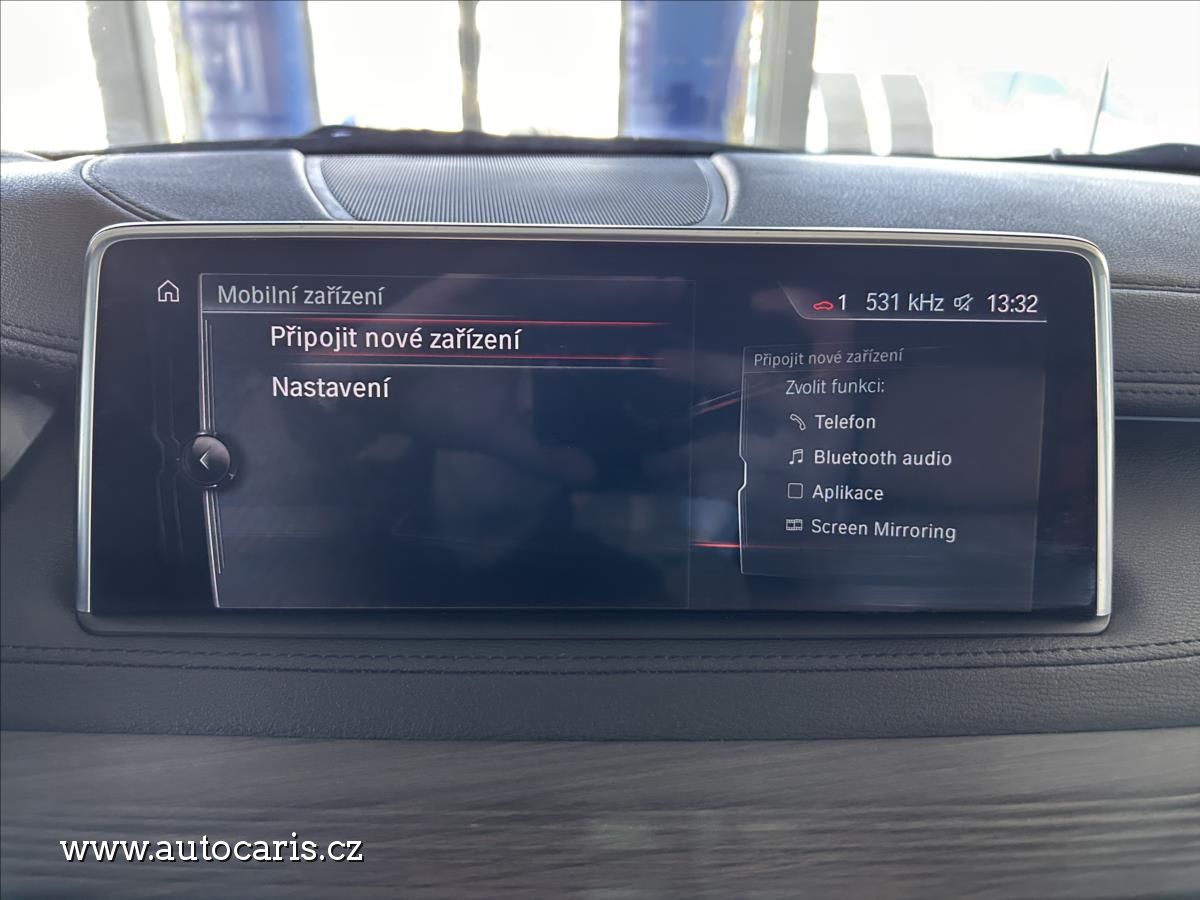 Mobilní zařízení
Připojit nové zařízení
Nastavení
1 531 kHz 13:32
Připojit nové zařízení
Zvolit funkci:
Telefon
Bluetooth audio
Aplikace
Screen Mirroring
www.autocaris.cz